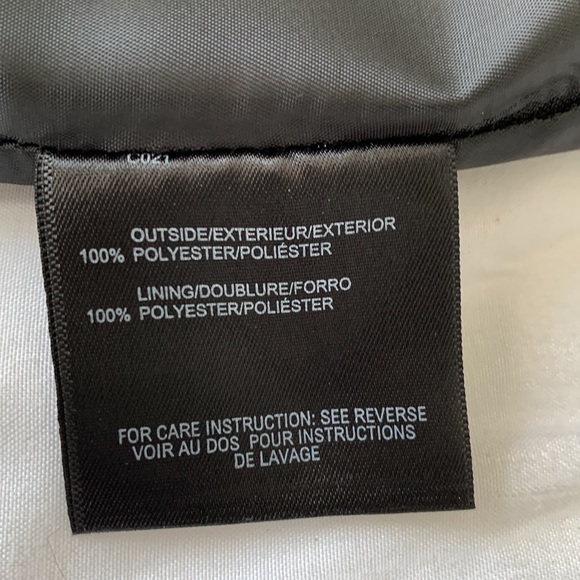 OUTSIDE/EXTERIEUR/EXTERIOR
100% POLYESTER/POLIÉSTER
LINING/DOUBLURE/FORRO
100% POLYESTER/POLIÉSTER
FOR CARE INSTRUCTION: SEE REVERSE
VOIR AU DOS POUR INSTRUCTIONS
DE LAVAGE